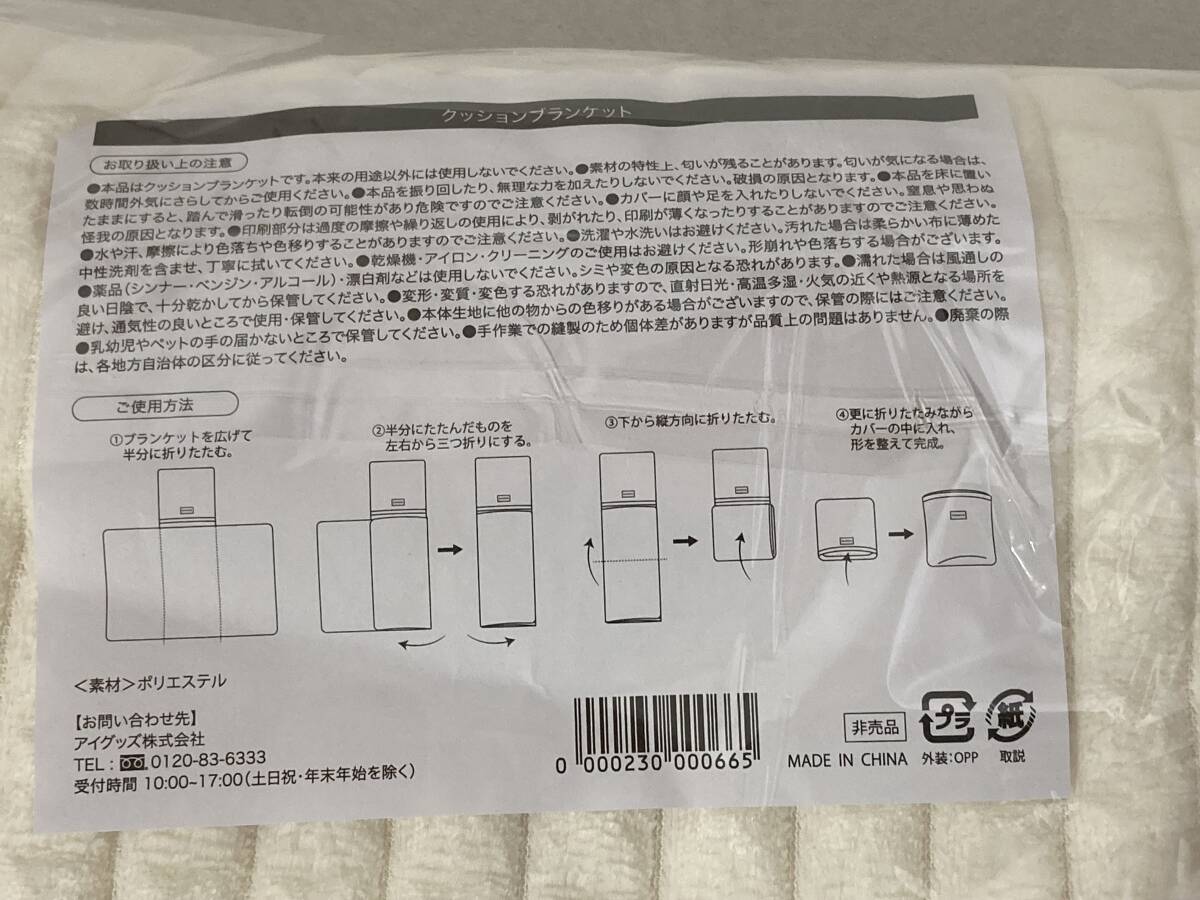 クッションブランケット
お取り扱い上の注意
●本品はクッションブランケットです。本来の用途以外には使用しないでください。●素材の特性上、匂いが残ることがあります。匂いが気になる場合は、
数時間外気にさらしてからご使用ください。●本品を振り回したり、無理な力を加えたりしないでください。破損の原因となります。●本品を床に置い
たままにすると、踏んで滑ったり転倒の可能性があり危険ですのでご注意ください。●カバーに顔や足を入れたりしないでください。窒息や思わぬ
怪我の原因となります。●印刷部分は過度の摩擦や繰り返しの使用により、剥がれたり、印刷が薄くなったりすることがありますのでご注意ください。
●水や汗、摩擦により色落ちや色移りすることがありますのでご注意ください。●洗濯や水洗いはお避けください。汚れた場合は柔らかい布に薄めた
中性洗剤を含ませ、丁寧に拭いてください。●乾燥機・アイロン・クリーニングのご使用はお避けください。形崩れや色落ちする場合がございます。
●薬品（シンナー・ベンジン・アルコール）・漂白剤などは使用しないでください。シミや変色の原因となる恐れがあります。●濡れた場合は風通しの
良い日陰で、十分乾かしてから保管してください。●変形・変質・変色する恐れがありますので、直射日光・高温多湿・火気の近くや熱源となる場所を
避け、通気性の良いところで使用・保管してください。●本体生地に他の物からの色移りがある場合がございますので、保管の際にはご注意ください。
●乳幼児やペットの手の届かないところで保管してください。●手作業での縫製のため個体差がありますが品質上の問題はありません。●廃棄の際
は、各地方自治体の区分に従ってください。
ご使用方法
①ブランケットを広げて
半分に折りたたむ。
②半分にたたんだものを
左右から三つ折りにする。
③下から縦方向に折りたたむ。
④更に折りたたみながら
カバーの中に入れ、
形を整えて完成。
＜素材＞ポリエステル
【お問い合わせ先】
アイグッズ株式会社
TEL : 0120-83-6333
受付時間 10:00~17:00（土日祝・年末年始を除く）
0 000230 000665
非売品
MADE IN CHINA
プラ
外装:OPP
紙
取説